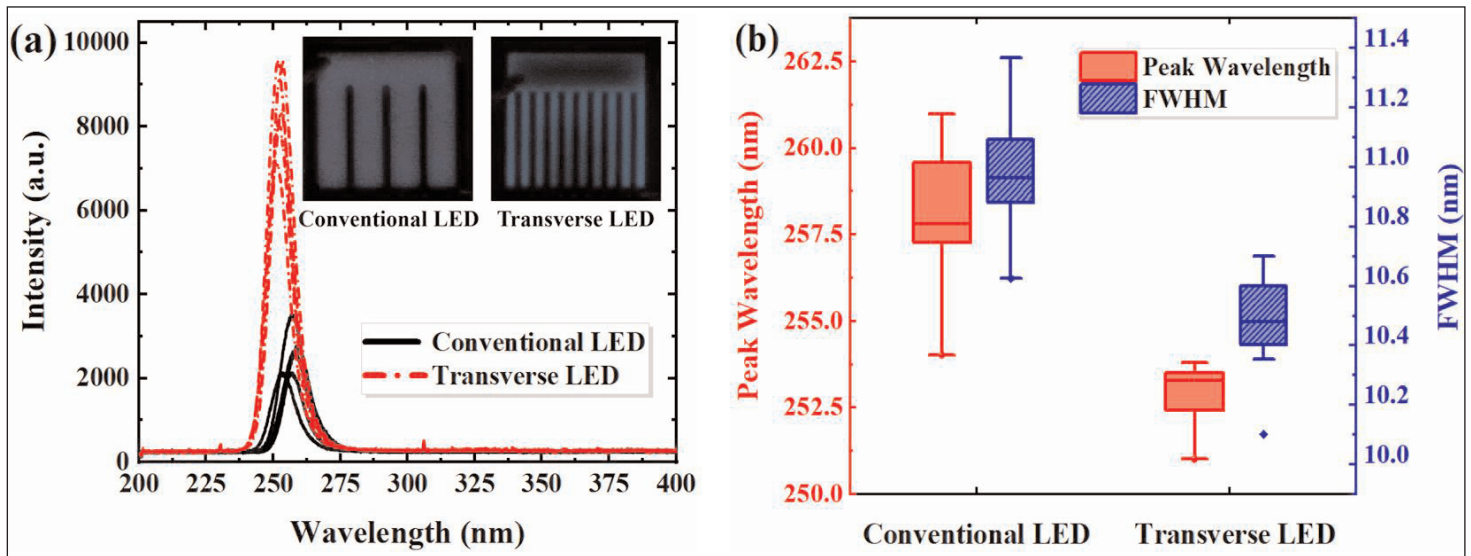 (a)
10000
8000
6000
4000
2000
0
Intensity (a.u.)
Conventional LED
Transverse LED
Conventional LED
Transverse LED
200 225 250 275 300 325 350 375 400
Wavelength (nm)
(b)
262.5
260.0
257.5
255.0
252.5
250.0
Peak Wavelength (nm)
Peak Wavelength
FWHM
11.4
11.2
11.0
10.8
10.6
10.4
10.2
10.0
FWHM (nm)
Conventional LED
Transverse LED